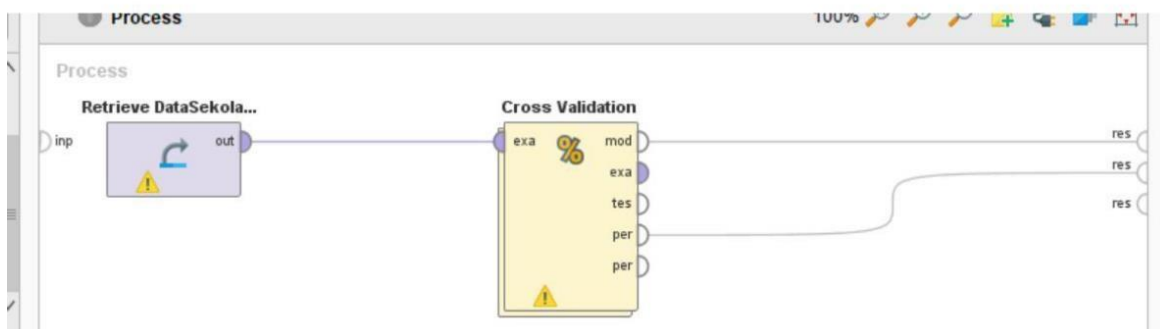 Process
100%
Process
Retrieve DataSekola...
Cross Validation
inp
out
exa
%
mod
exa
tes
per
per
res
res
res